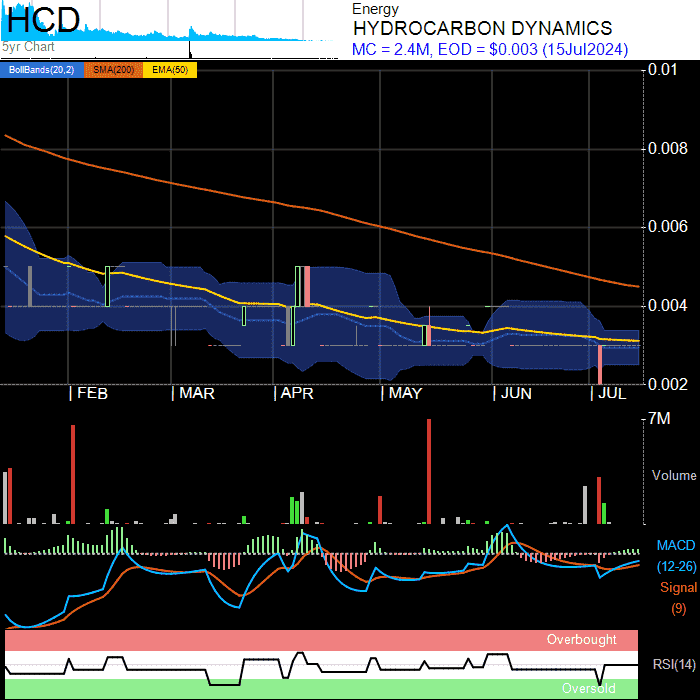 HCD
5yr Chart
Energy
HYDROCARBON DYNAMICS
MC = 2.4M, EOD = $0.003 (15Jul2024)
BollBands(20,2) SMA(200) EMA(50)
0.01
0.008
0.006
0.004
0.002
FEB MAR APR MAY JUN JUL
7M
Volume
MACD
(12-26)
Signal
(9)
Overbought
RSI(14)
Oversold